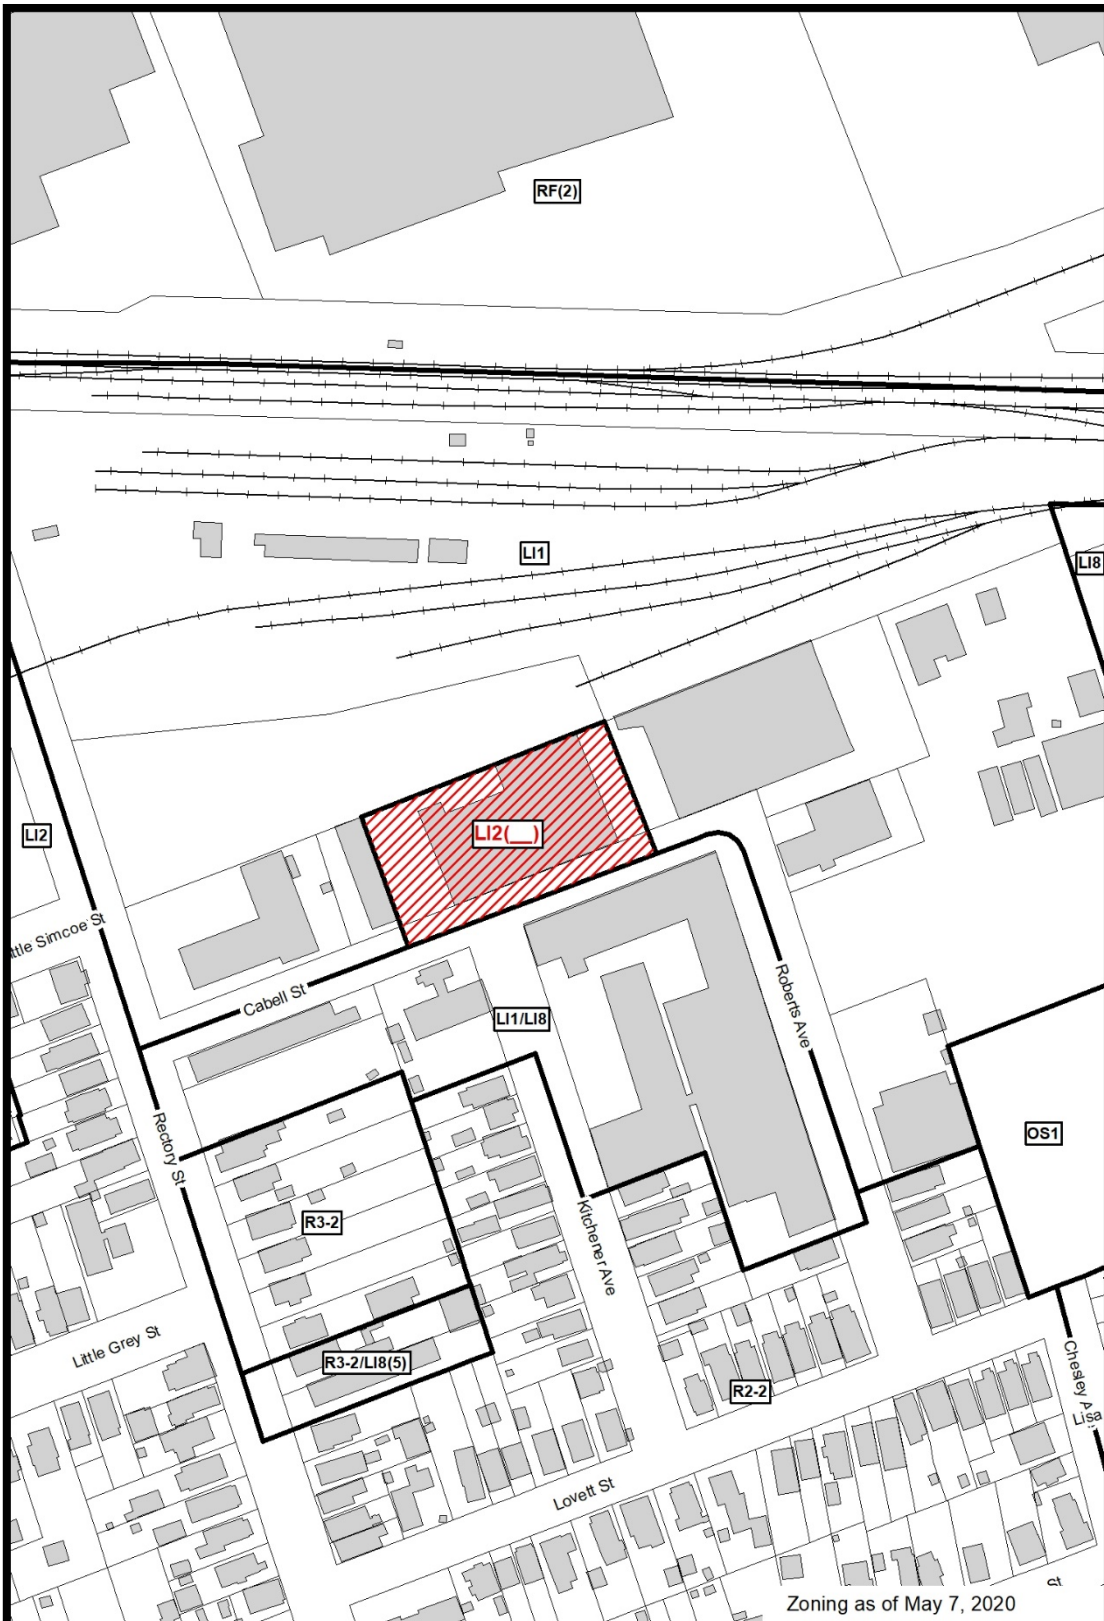 RF(2)
LI1
LI8
LI2
LI2(__)
Simcoe St
Cabell St
LI1/LI8
Roberts Ave
Rectory St
OS1
R3-2
Kitchener Ave
Little Grey St
R3-2/LI8(5)
R2-2
Chesley A
Lisa
Lovett St
St
Zoning as of May 7, 2020